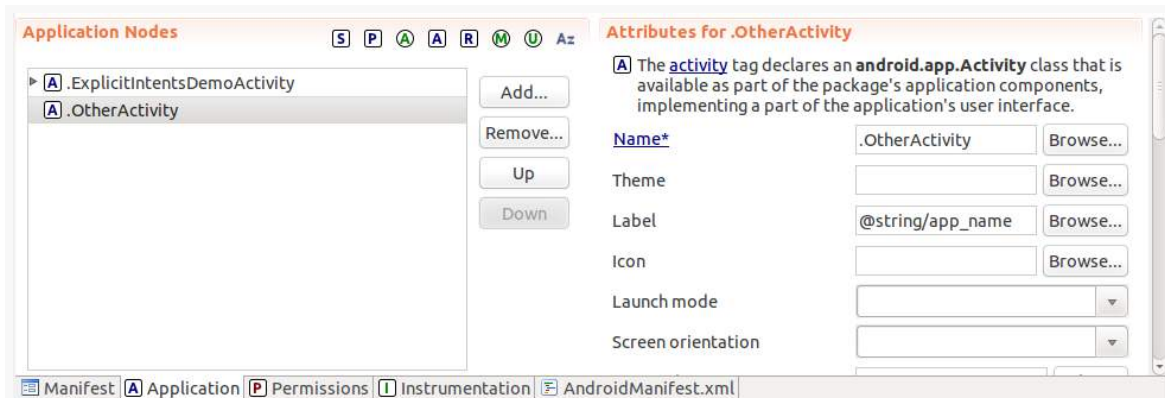 Application Nodes
S P A A R M U Az
A .ExplicitIntentsDemoActivity
A .OtherActivity
Add...
Remove...
Up
Down
Attributes for .OtherActivity
A The activity tag declares an android.app.Activity class that is
available as part of the package's application components,
implementing a part of the application's user interface.
Name* .OtherActivity Browse...
Theme Browse...
Label @string/app_name Browse...
Icon Browse...
Launch mode
Screen orientation
Manifest A Application P Permissions I Instrumentation F AndroidManifest.xml